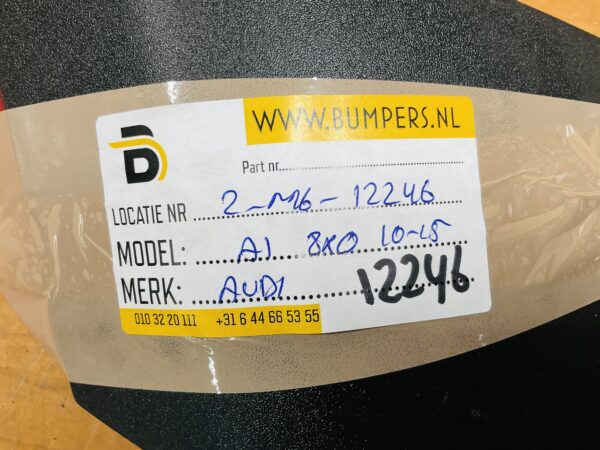 WWW.BUMPERS.NL
B
Part nr..............................
LOCATIE NR 2-M6-12246
MODEL: A1 8X0 10-15
MERK: AUDI 12246
010 32 20 111 +31 6 44 66 53 55